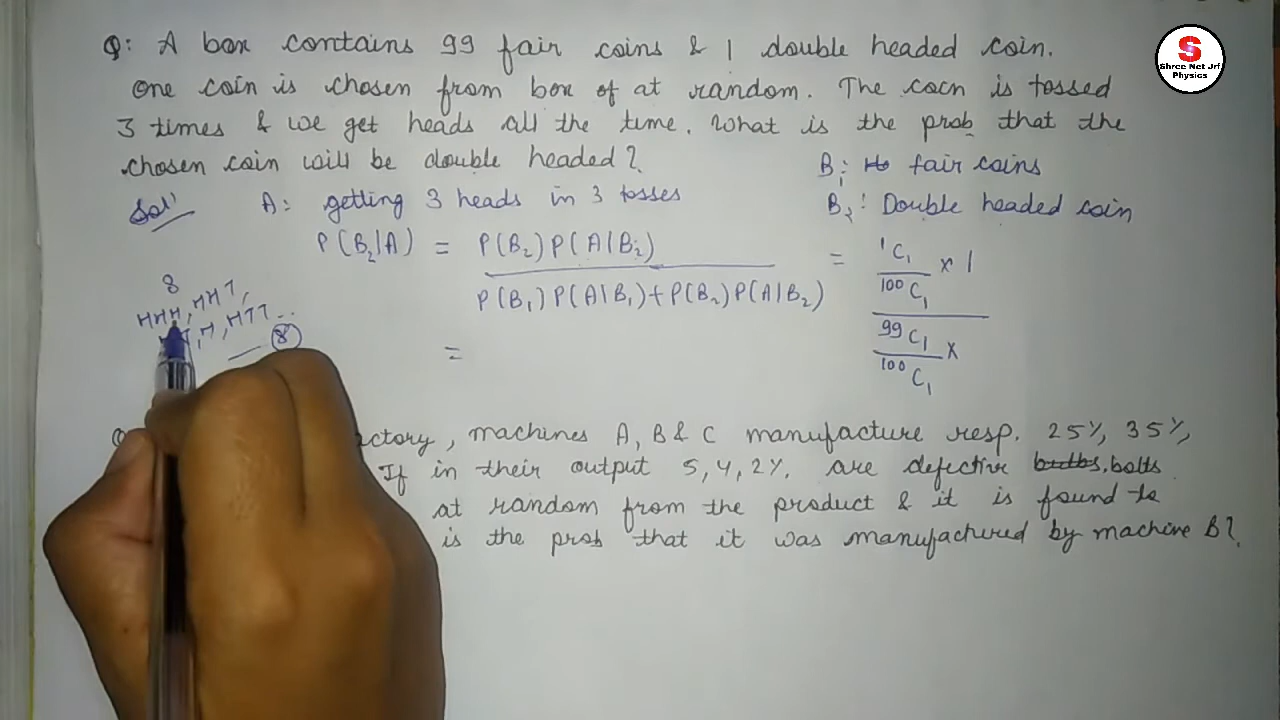 Q: A box contains 99 fair coins & 1 double headed coin.
One coin is chosen from box of at random. The coin is tossed
3 times & we get heads all the time. What is the prob that the
chosen coin will be double headed?
B1: fair coins
Sol' A: getting 3 heads in 3 tosses
B2: Double headed coin
P(B2|A) = P(B2)P(A|B2)
P(B1)P(A|B1)+P(B2)P(A|B2)
= 1C1
100C1
x 1
99C1
100C1
x
8
HHH, HHT,
, H, HTT ..
8
=
Q actory, machines A, B & C manufacture resp. 25%, 35%,
If in their output 5, 4, 2%. are defective bulbs, bolts
at random from the product & it is found to
is the prob that it was manufactured by machine B?
S
Shree Net Jrf
Physics